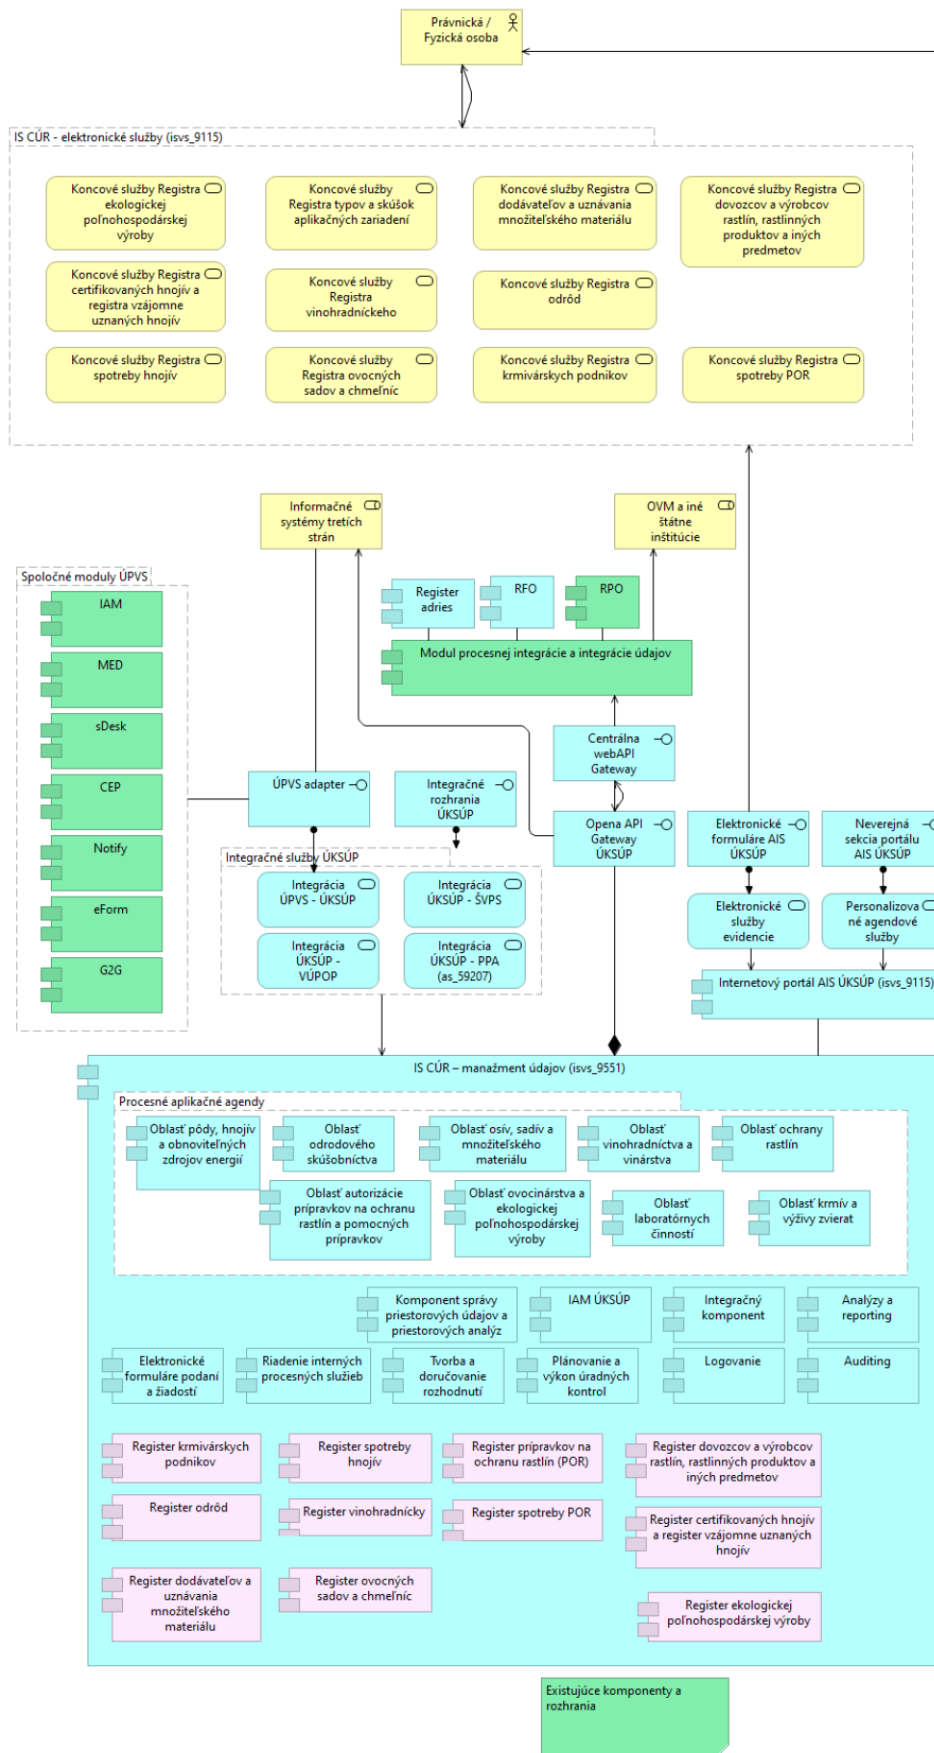 Právnická /
Fyzická osoba
IS CÚR - elektronické služby (isvs_9115)
Koncové služby Registra
ekologickej
poľnohospodárskej
výroby
Koncové služby
Registra typov a skúšok
aplikačných zariadení
Koncové služby Registra
dodávateľov a uznávania
množiteľského materiálu
Koncové služby Registra
dovozcov a výrobcov
rastlín, rastlinných
produktov a iných
predmetov
Koncové služby Registra
certifikovaných hnojív a
registra vzájomne
uznaných hnojív
Koncové služby
Registra
vinohradníckeho
Koncové služby Registra
odrôd
Koncové služby Registra
spotreby hnojív
Koncové služby
Registra ovocných
sadov a chmeľníc
Koncové služby Registra
krmivárskych podnikov
Koncové služby Registra
spotreby POR
Informačné
systémy tretích
strán
OVM a iné
štátne
inštitúcie
Spoločné moduly ÚPVS
IAM
MED
sDesk
CEP
Notify
eForm
G2G
Register
adries
RFO
RPO
Modul procesnej integrácie a integrácie údajov
Centrálna
webAPI
Gateway
ÚPVS adapter
Integračné
rozhrania
ÚKSÚP
Opena API
Gateway
ÚKSÚP
Elektronické
formuláre AIS
ÚKSÚP
Neverejná
sekcia portálu
AIS ÚKSÚP
Integračné služby ÚKSÚP
Integrácia
ÚPVS - ÚKSÚP
Integrácia
ÚKSÚP - ŠVPS
Integrácia
ÚKSÚP -
VÚPOP
Integrácia
ÚKSÚP - PPA
(as_59207)
Elektronické
služby
evidencie
Personalizova
né agendové
služby
Internetový portál AIS ÚKSÚP (isvs_9115)
IS CÚR – manažment údajov (isvs_9551)
Procesné aplikačné agendy
Oblasť pôdy, hnojív
a obnoviteľných
zdrojov energií
Oblasť
odrodového
skúšobníctva
Oblasť osív, sadív a
množiteľského
materiálu
Oblasť
vinohradníctva a
vinárstva
Oblasť ochrany
rastlín
Oblasť autorizácie
prípravkov na ochranu
rastlín a pomocných
prípravkov
Oblasť ovocinárstva a
ekologickej
poľnohospodárskej
výroby
Oblasť
laboratórnych
činností
Oblasť krmív a
výživy zvierat
Komponent správy
priestorových údajov a
priestorových analýz
IAM ÚKSÚP
Integračný
komponent
Analýzy a
reporting
Elektronické
formuláre podaní
a žiadostí
Riadenie interných
procesných služieb
Tvorba a
doručovanie
rozhodnutí
Plánovanie a
výkon úradných
kontrol
Logovanie
Auditing
Register krmivárskych
podnikov
Register spotreby
hnojív
Register prípravkov na
ochranu rastlín (POR)
Register dovozcov a výrobcov
rastlín, rastlinných produktov a
iných predmetov
Register odrôd
Register vinohradnícky
Register spotreby POR
Register certifikovaných hnojív
a register vzájomne uznaných
hnojív
Register dodávateľov a
uznávania
množiteľského
materiálu
Register ovocných
sadov a chmeľníc
Register ekologickej
poľnohospodárskej výroby
Existujúce komponenty a
rozhrania